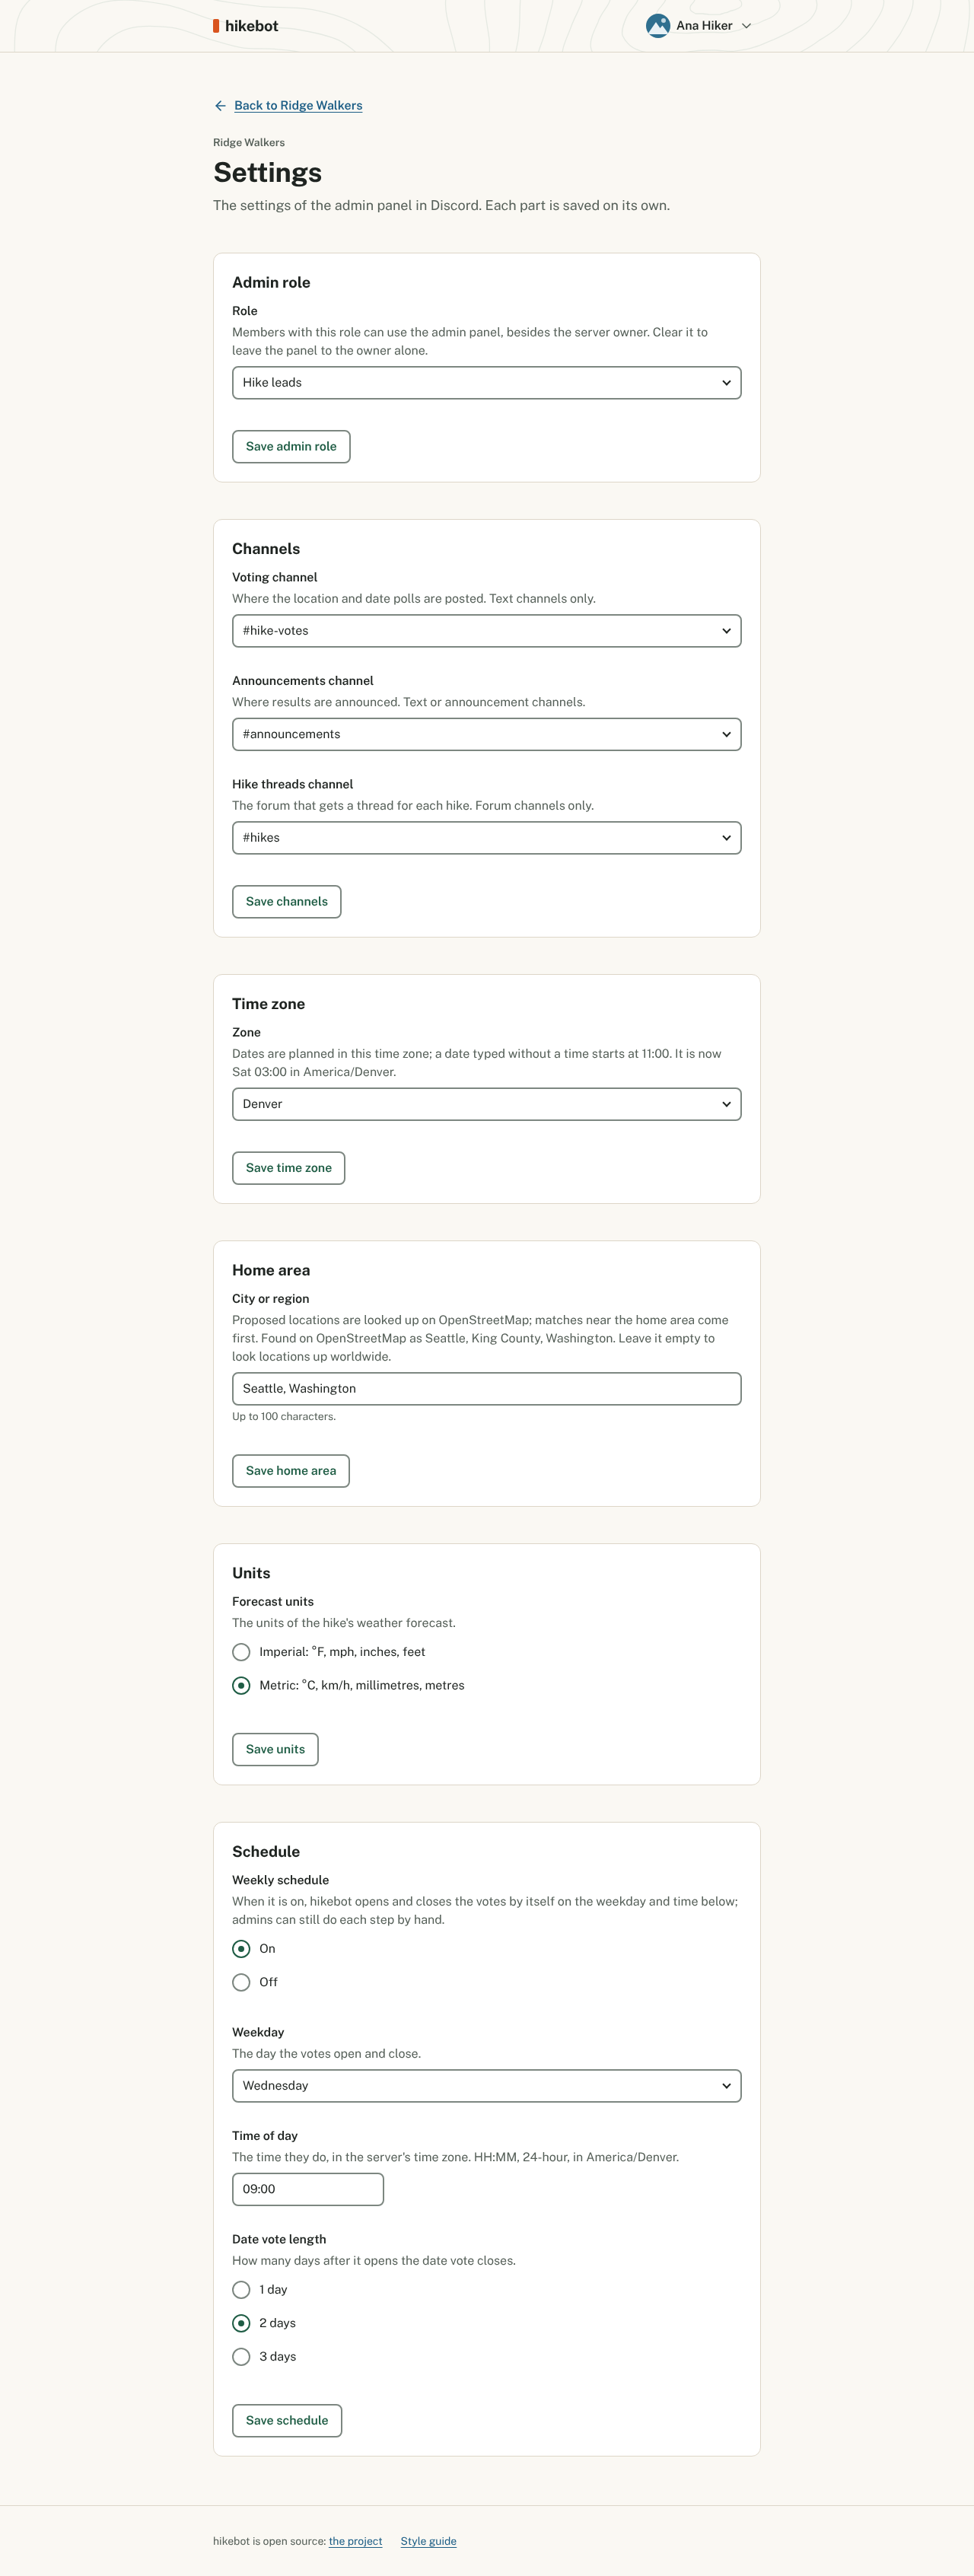 hikebot
Ana Hiker
Back to Ridge Walkers
Ridge Walkers
Settings
The settings of the admin panel in Discord. Each part is saved on its own.
Admin role
Role
Members with this role can use the admin panel, besides the server owner. Clear it to
leave the panel to the owner alone.
Hike leads
Save admin role
Channels
Voting channel
Where the location and date polls are posted. Text channels only.
#hike-votes
Announcements channel
Where results are announced. Text or announcement channels.
#announcements
Hike threads channel
The forum that gets a thread for each hike. Forum channels only.
#hikes
Save channels
Time zone
Zone
Dates are planned in this time zone; a date typed without a time starts at 11:00. It is now
Sat 03:00 in America/Denver.
Denver
Save time zone
Home area
City or region
Proposed locations are looked up on OpenStreetMap; matches near the home area come
first. Found on OpenStreetMap as Seattle, King County, Washington. Leave it empty to
look locations up worldwide.
Seattle, Washington
Up to 100 characters.
Save home area
Units
Forecast units
The units of the hike's weather forecast.
Imperial: °F, mph, inches, feet
Metric: °C, km/h, millimetres, metres
Save units
Schedule
Weekly schedule
When it is on, hikebot opens and closes the votes by itself on the weekday and time below;
admins can still do each step by hand.
On
Off
Weekday
The day the votes open and close.
Wednesday
Time of day
The time they do, in the server's time zone. HH:MM, 24-hour, in America/Denver.
09:00
Date vote length
How many days after it opens the date vote closes.
1 day
2 days
3 days
Save schedule
hikebot is open source: the project
Style guide